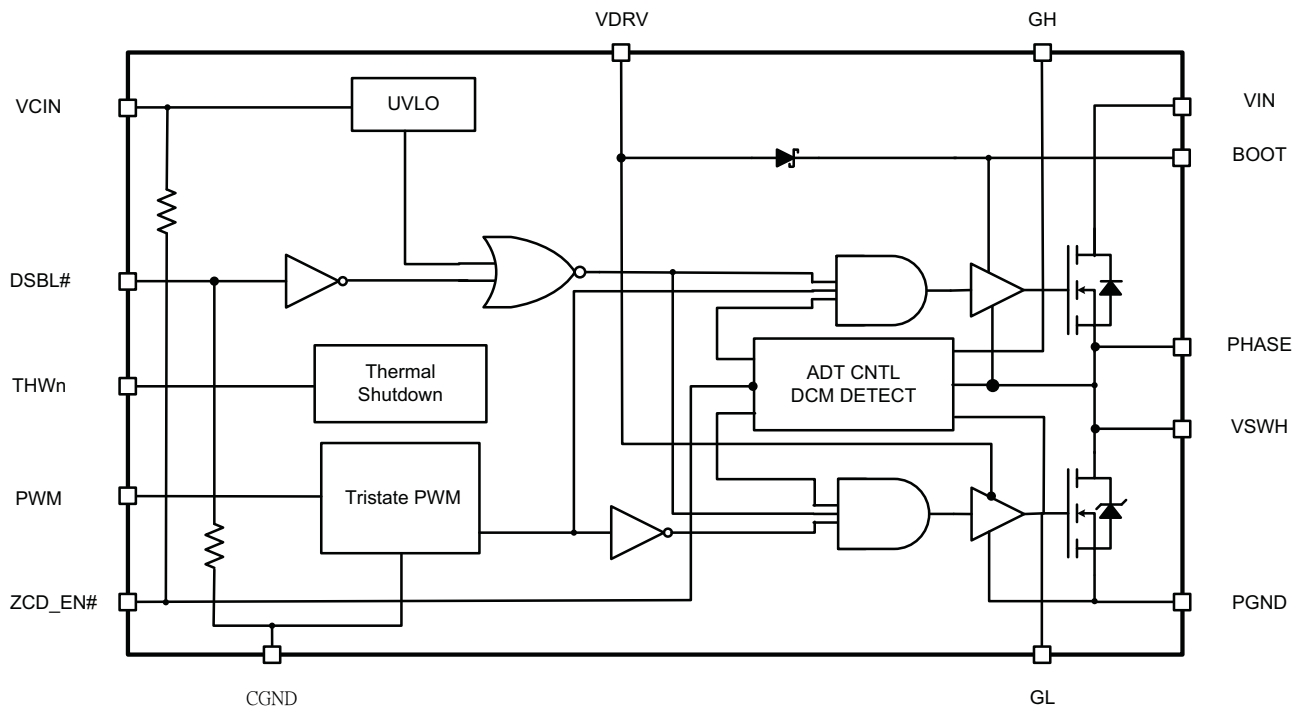 VDRV
GH
VCIN
UVLO
VIN
BOOT
DSBL#
THWn
Thermal
Shutdown
ADT CNTL
DCM DETECT
PHASE
VSWH
PWM
Tristate PWM
ZCD_EN#
PGND
CGND
GL